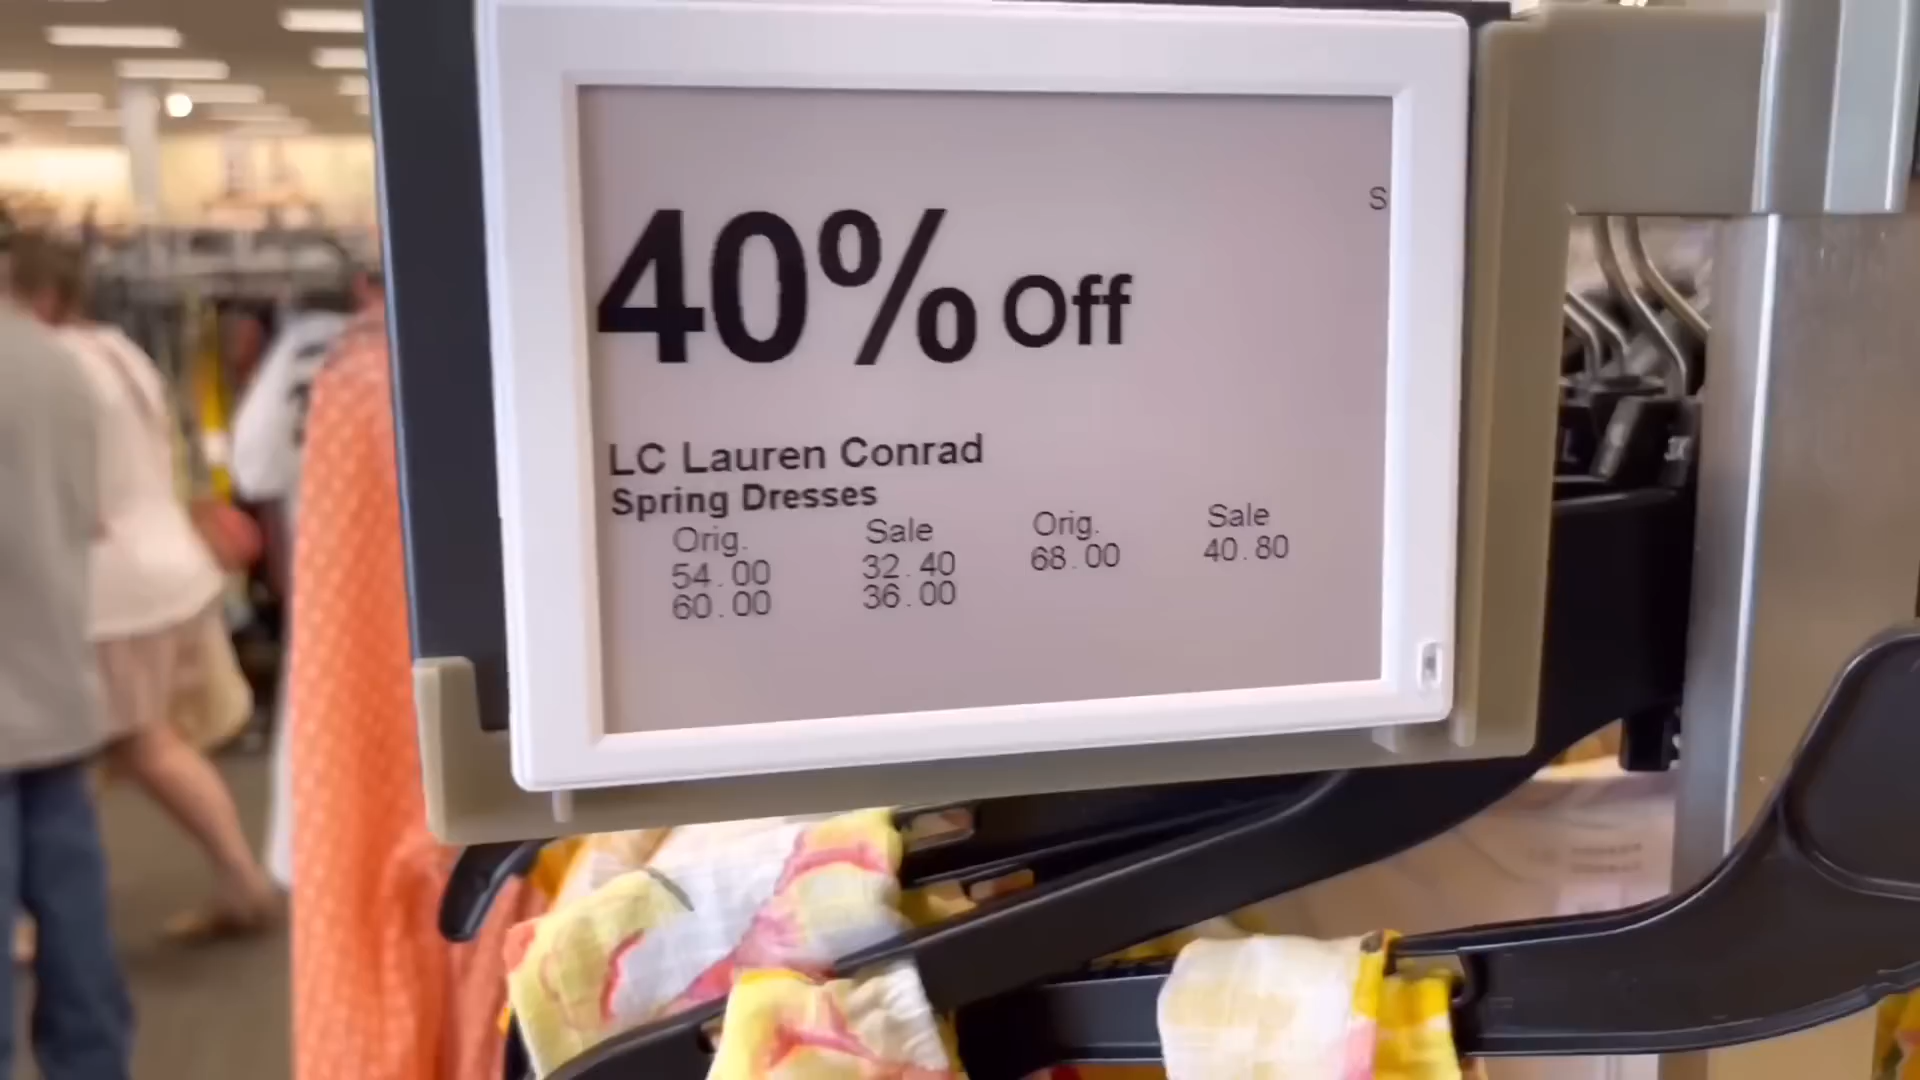 S
40% Off
LC Lauren Conrad
Spring Dresses
Orig. Sale Orig. Sale
54.00 32.40 68.00 40.80
60.00 36.00
3X